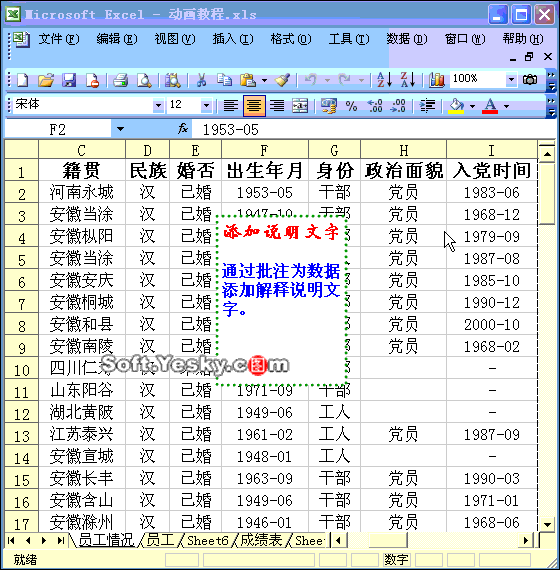 Microsoft Excel - 动画教程.xls
文件(F) 编辑(E) 视图(V) 插入(I) 格式(O) 工具(T) 数据(D) 窗口(W) 帮助(H)
100%
宋体 12
F2 fx 1953-05
C D E F G H I
1 籍贯 民族 婚否 出生年月 身份 政治面貌 入党时间
2 河南永城 汉 已婚 1953-05 干部 党员 1983-06
3 安徽当涂 汉 已婚 党员 1968-12
4 安徽枞阳 汉 已婚 党员 1979-09
5 安徽当涂 汉 已婚 党员 1987-08
6 安徽安庆 汉 已婚 党员 1985-10
7 安徽桐城 汉 已婚 党员 1990-12
8 安徽和县 汉 已婚 党员 2000-10
9 安徽南陵 汉 已婚 党员 1968-02
10 四川仁 -
11 山东阳谷 汉 已婚 1971-09 干部 -
12 湖北黄陂 汉 已婚 1949-06 工人 -
13 江苏泰兴 汉 已婚 1961-02 工人 党员 1987-09
14 安徽宣城 汉 已婚 1948-01 工人 -
15 安徽长丰 汉 已婚 1963-09 干部 党员 1990-03
16 安徽含山 汉 已婚 1949-06 干部 党员 1971-01
17 安徽滁州 汉 已婚 1946-01 干部 党员 1968-06
添加说明文字
通过批注为数据
添加解释说明文
字。
Soft.Yesky.c图m
员工情况 员工 Sheet6 成绩表 Shee
就绪 数字